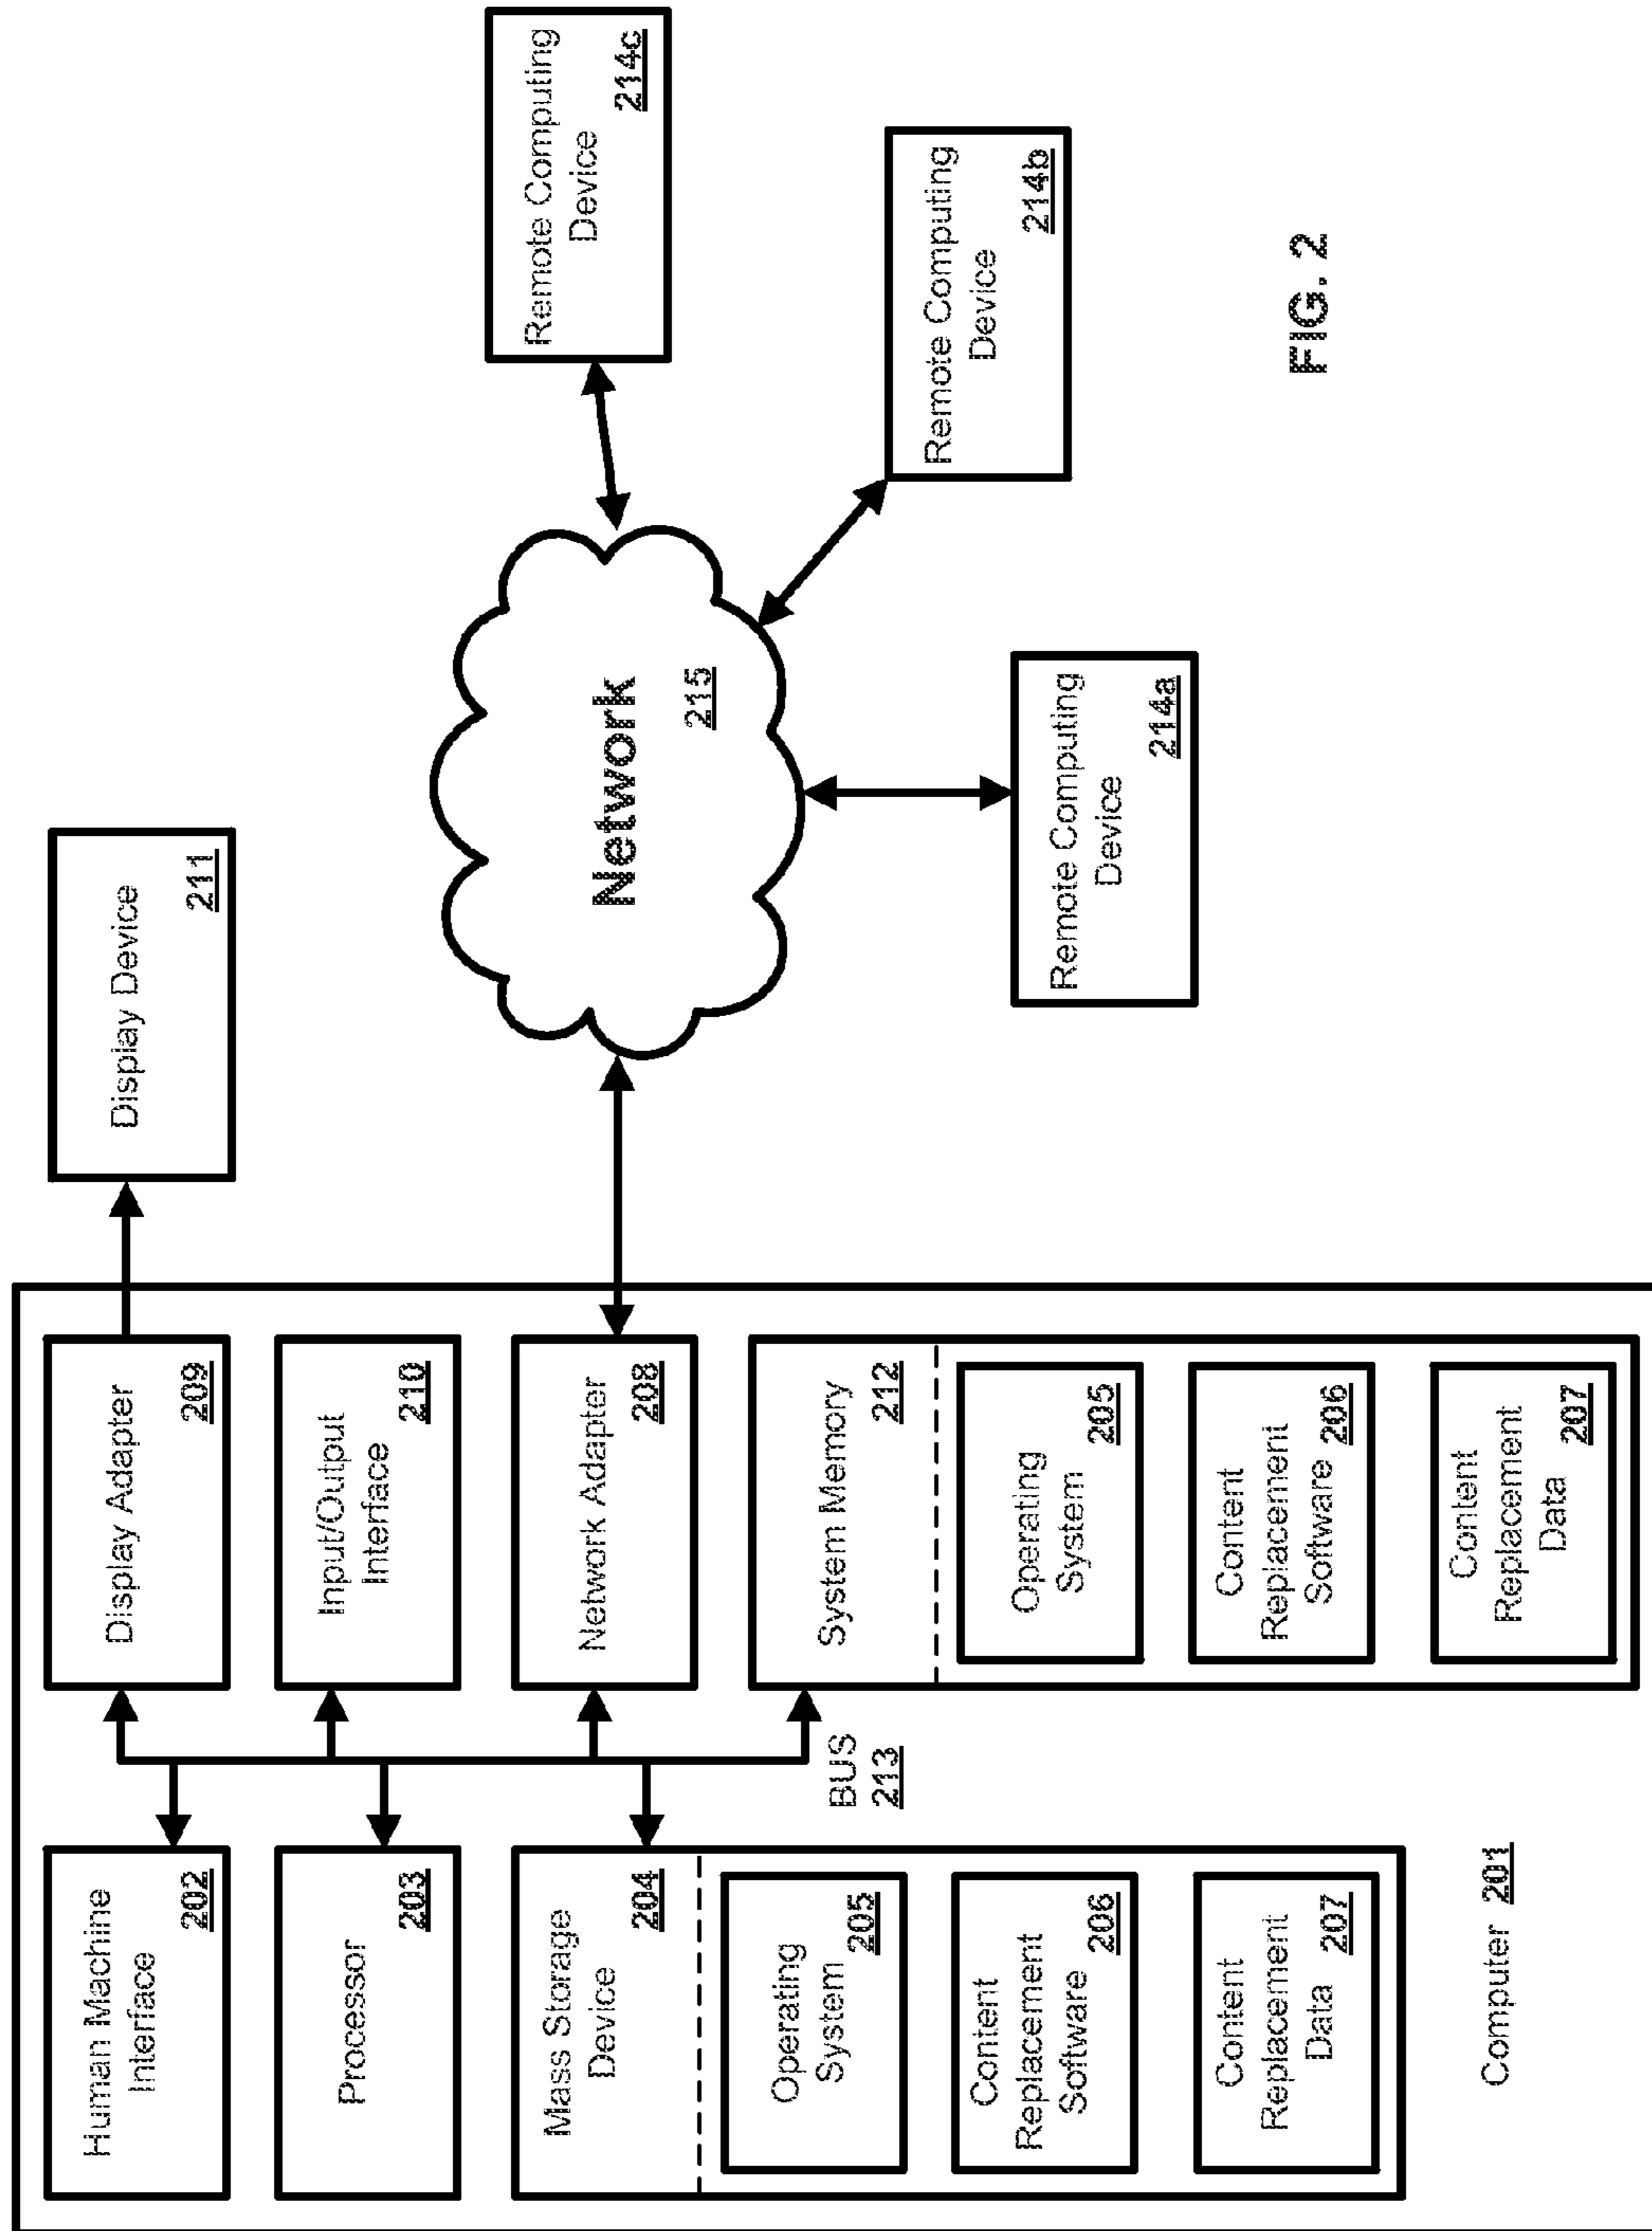 Human Machine
Interface
202
Processor
203
Mass Storage
Device
204
Operating
System
205
Content
Replacement
Software
206
Content
Replacement
Data
207
Computer 201
BUS
213
Display Adapter
209
Input/Output
Interface
210
Network Adapter
208
System Memory
212
Operating
System
205
Content
Replacement
Software
206
Content
Replacement
Data
207
Display Device
211
Network
215
Remote Computing
Device
214a
Remote Computing
Device
214b
Remote Computing
Device
214c
FIG. 2